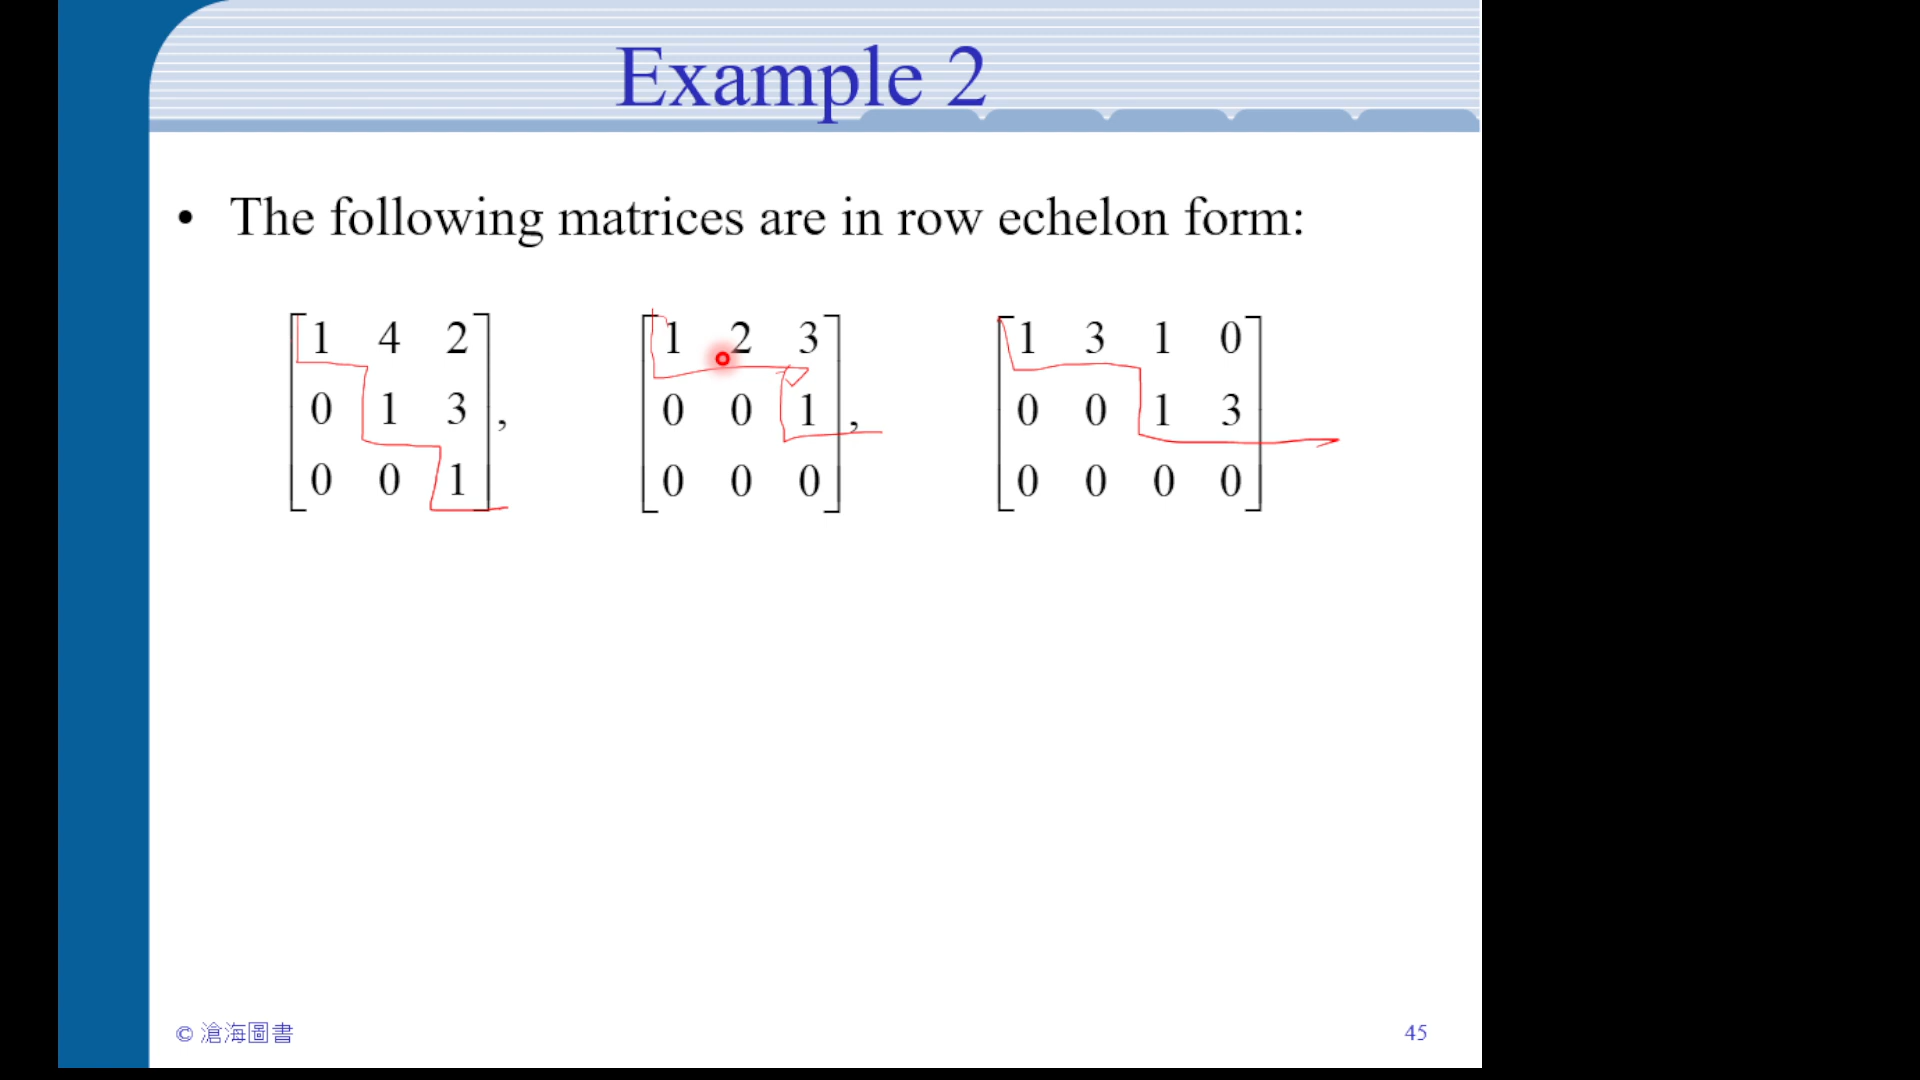 Example 2
• The following matrices are in row echelon form:
1 4 2
0 1 3
0 0 1
,
1 2 3
0 0 1
0 0 0
,
1 3 1 0
0 0 1 3
0 0 0 0
© 滄海圖書
45